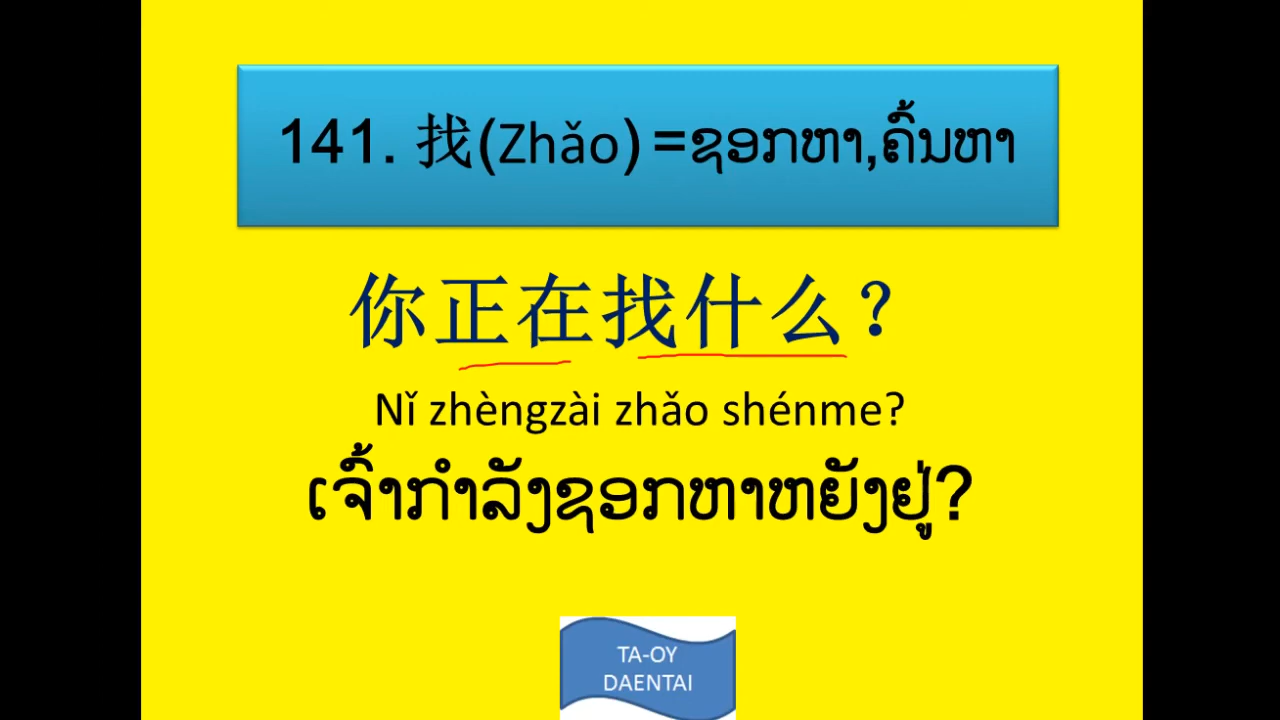 141. 找(Zhǎo) =ຊອກຫາ,ຄົ້ນຫາ
你正在找什么？
Nǐ zhèngzài zhǎo shénme?
ເຈົ້າກຳລັງຊອກຫາຫຍັງຢູ່?
TA-OY
DAENTAI